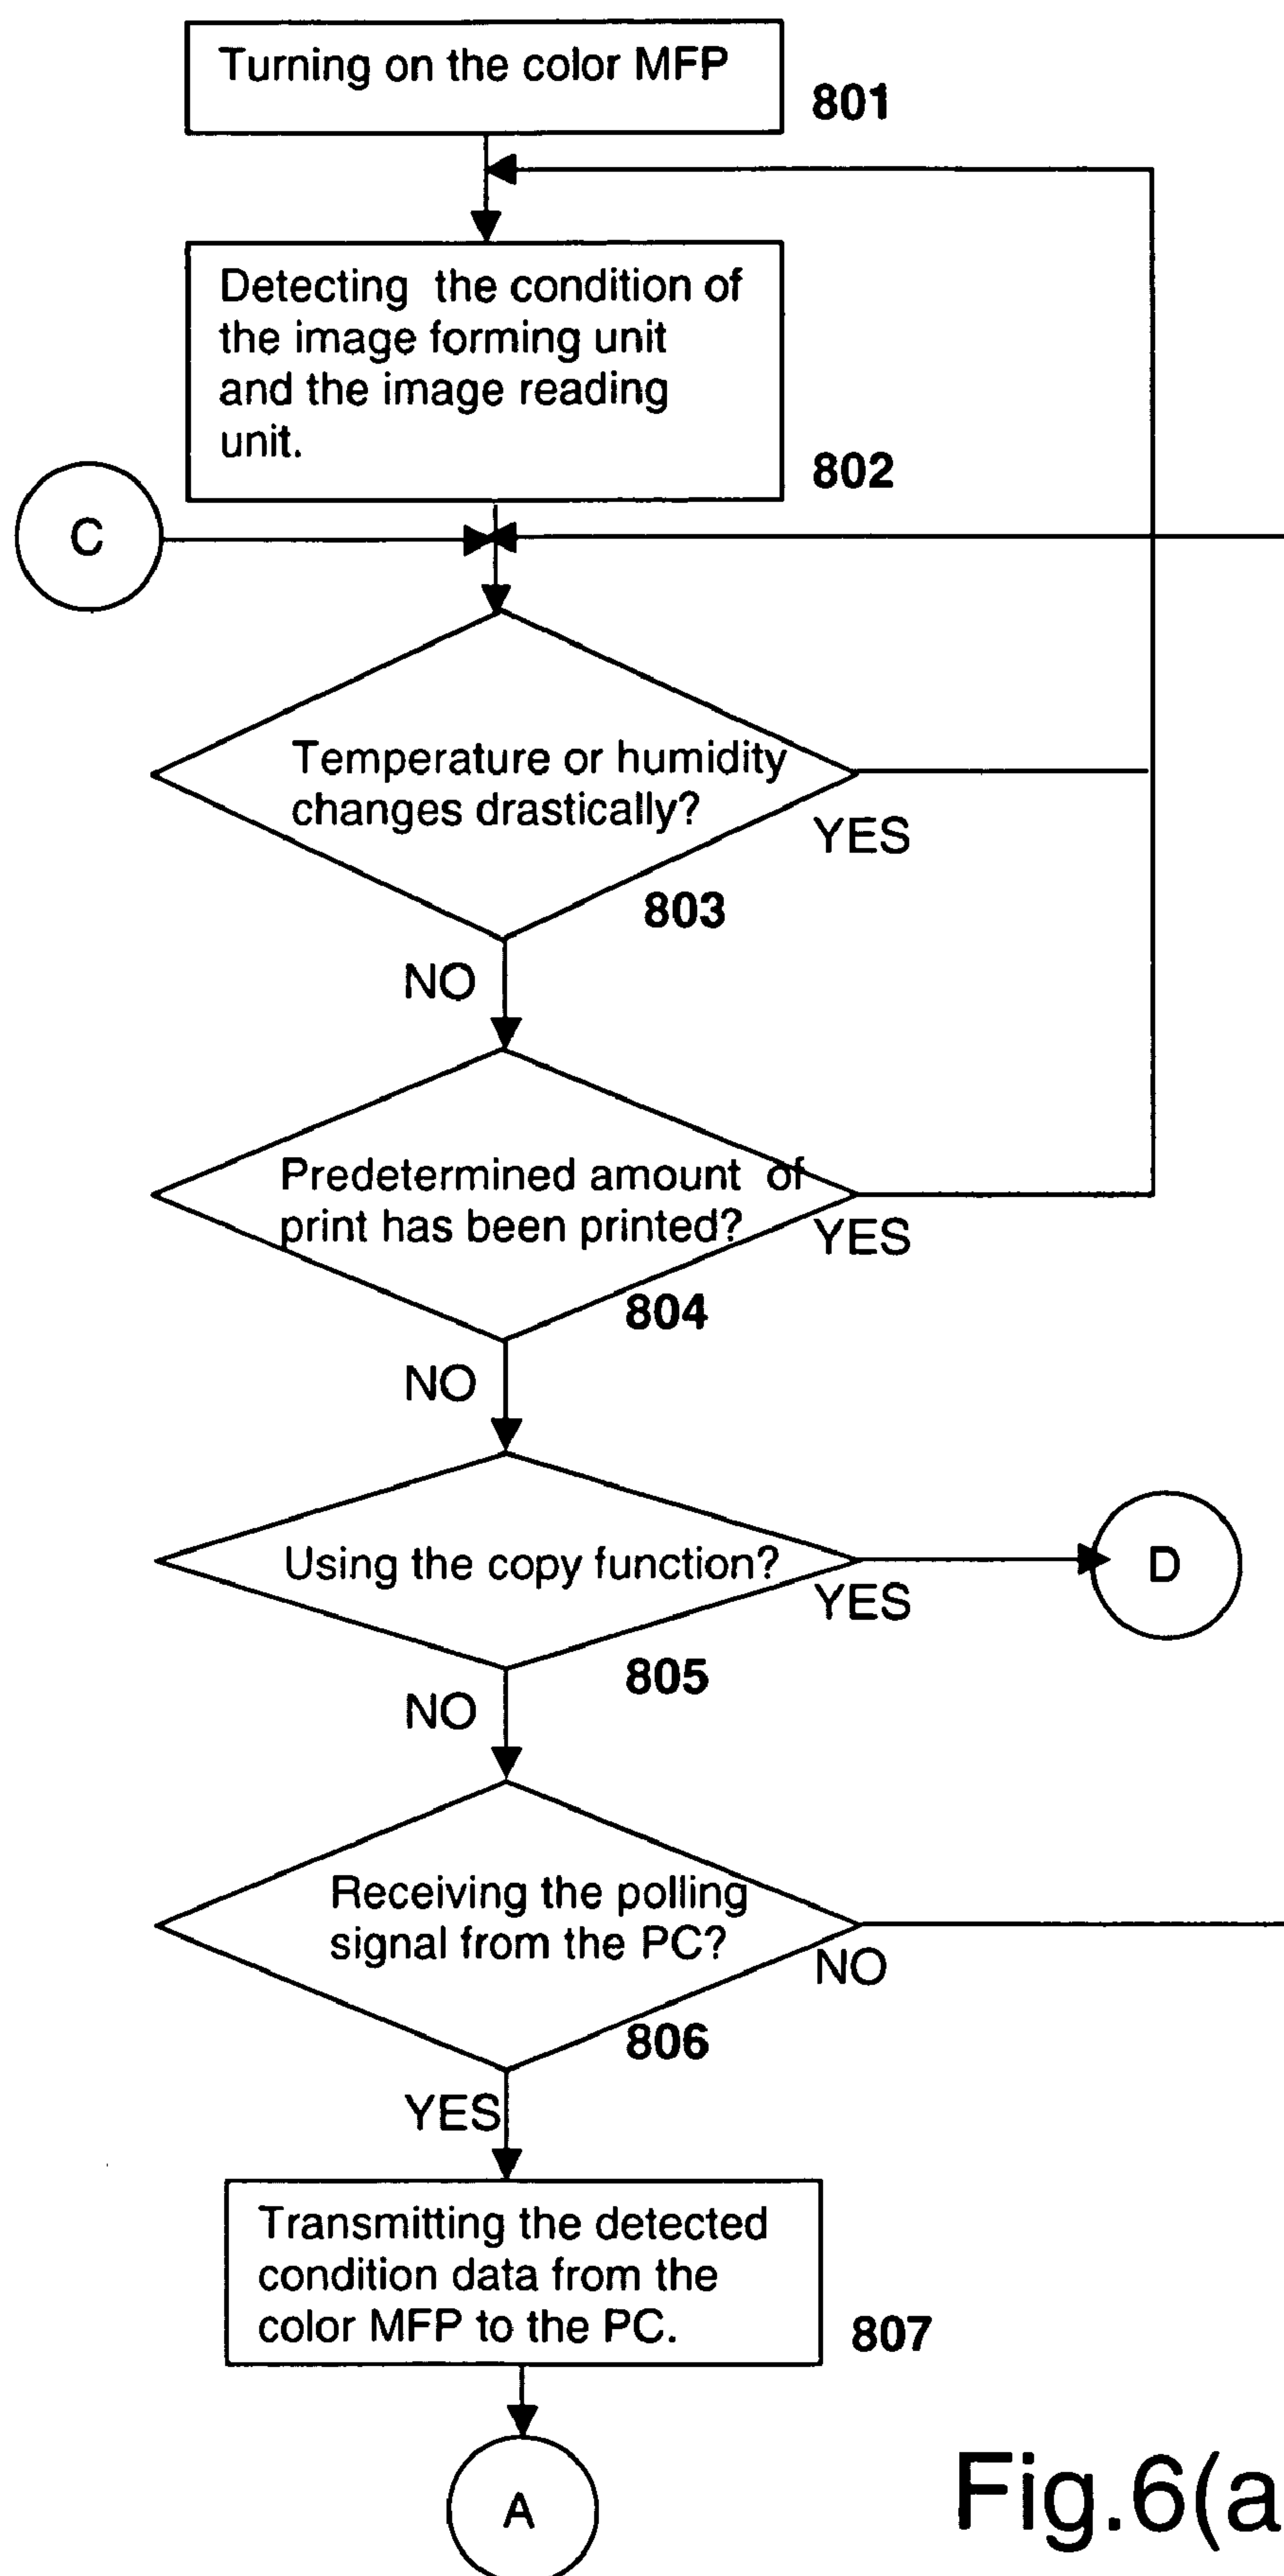 Turning on the color MFP
801
Detecting the condition of
the image forming unit
and the image reading
unit.
802
C
Temperature or humidity
changes drastically?
YES
803
NO
Predetermined amount of
print has been printed?
YES
804
NO
Using the copy function?
YES
D
805
NO
Receiving the polling
signal from the PC?
NO
806
YES
Transmitting the detected
condition data from the
color MFP to the PC.
807
A
Fig.6(a